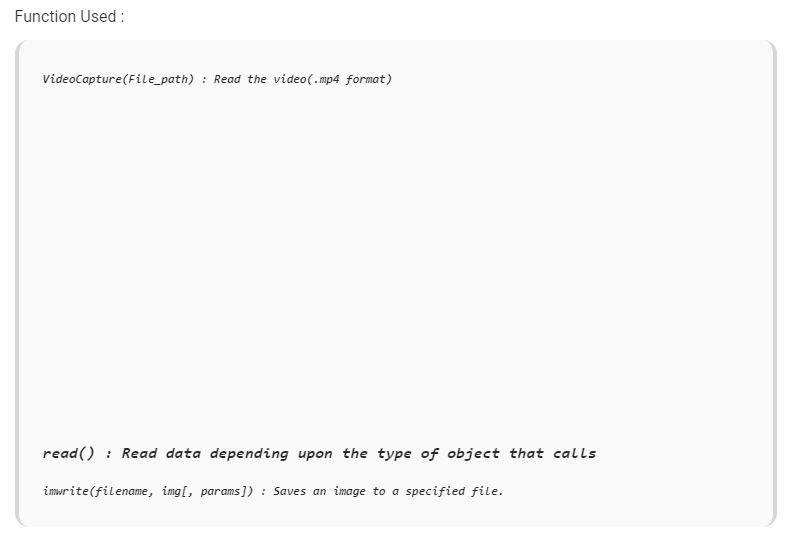 Function Used :
VideoCapture(File_path) : Read the video(.mp4 format)
read() : Read data depending upon the type of object that calls
imwrite(filename, img[, params]) : Saves an image to a specified file.